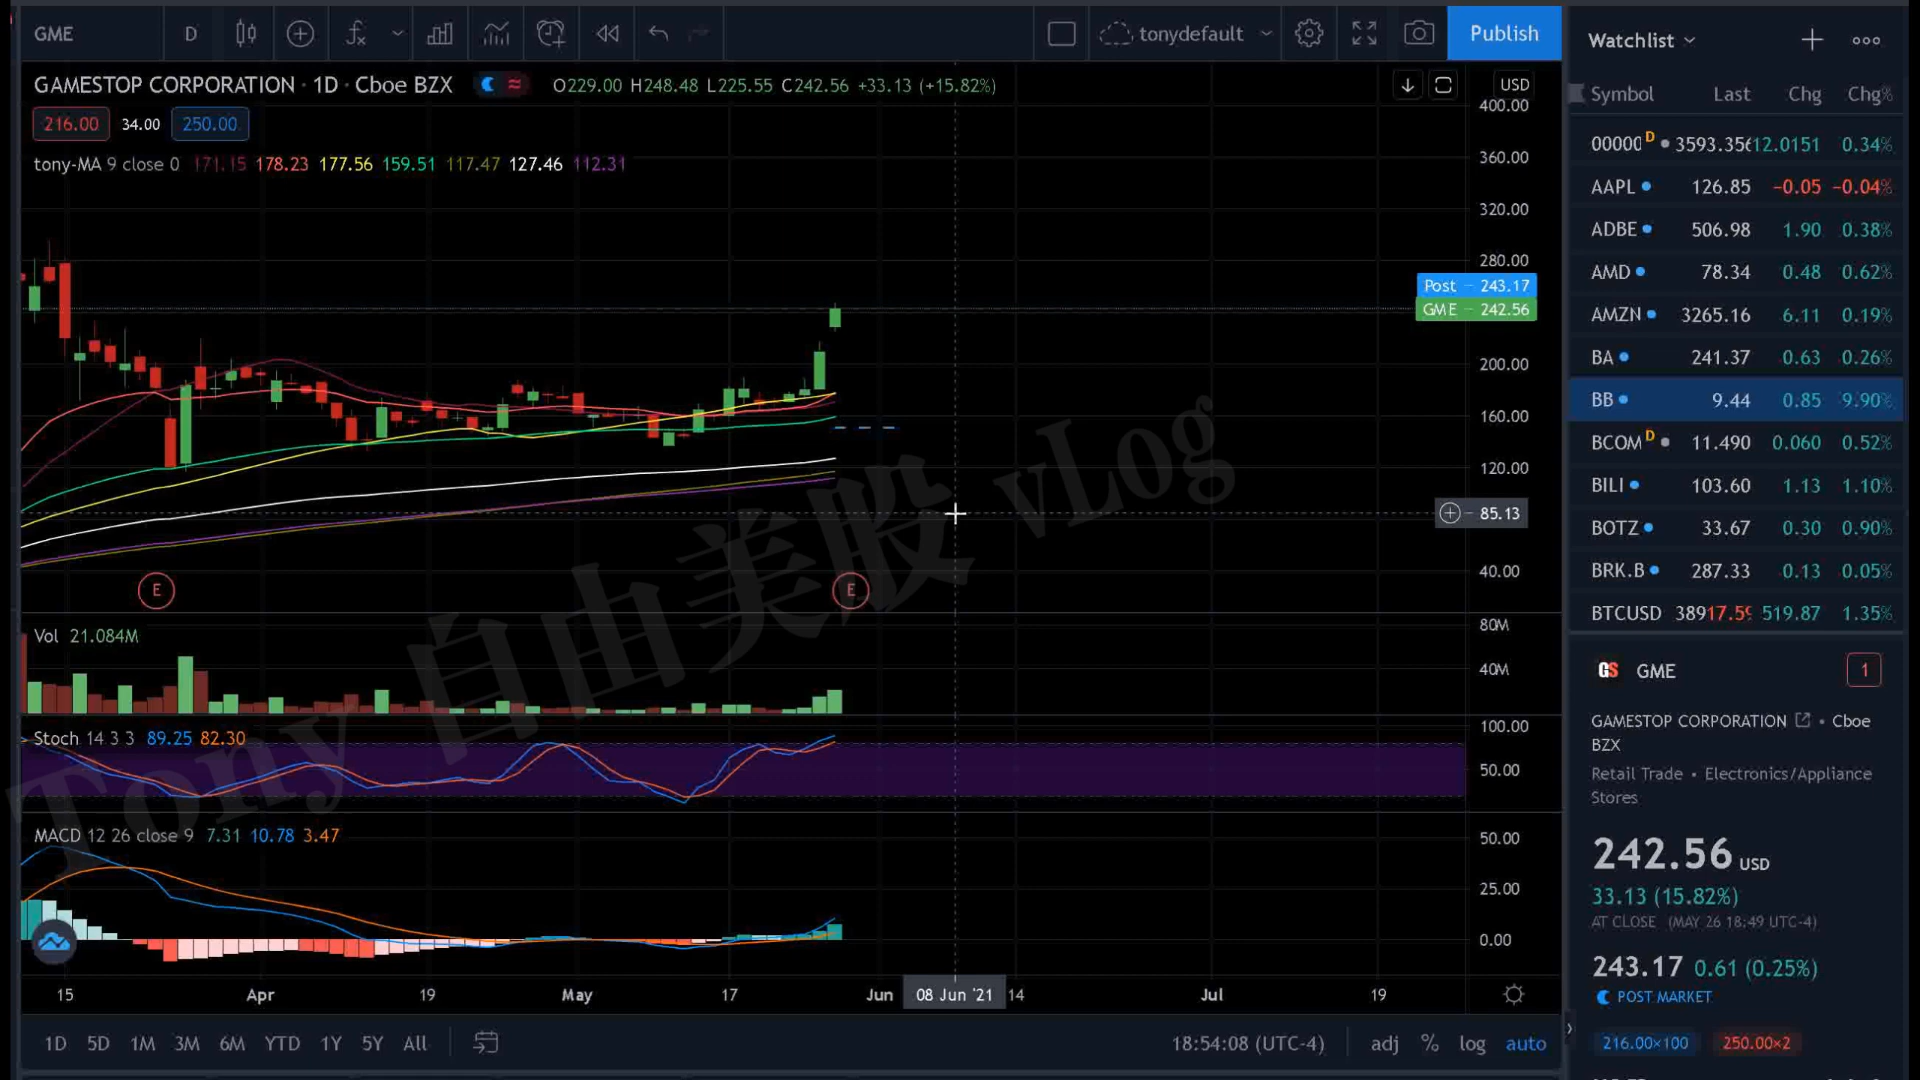 GME D tonydefault Publish
GAMESTOP CORPORATION · 1D · Cboe BZX O229.00 H248.48 L225.55 C242.56 +33.13 (+15.82%)
216.00 34.00 250.00
tony-MA 9 close 0 171.15 178.23 177.56 159.51 117.47 127.46 112.31
USD
400.00
360.00
320.00
280.00
Post - 243.17
GME - 242.56
200.00
160.00
120.00
85.13
40.00
E E
Vol 21.084M
80M
40M
Stoch 14 3 3 89.25 82.30
100.00
50.00
MACD 12 26 close 9 7.31 10.78 3.47
50.00
25.00
0.00
15 Apr 19 May 17 Jun 08 Jun '21 14 Jul 19
1D 5D 1M 3M 6M YTD 1Y 5Y All 18:54:08 (UTC-4) adj % log auto
Tony 自由美股 vLog
Watchlist
Symbol Last Chg Chg%
00000 D 3593.356 12.0151 0.34%
AAPL 126.85 −0.05 −0.04%
ADBE 506.98 1.90 0.38%
AMD 78.34 0.48 0.62%
AMZN 3265.16 6.11 0.19%
BA 241.37 0.63 0.26%
BB 9.44 0.85 9.90%
BCOM D 11.490 0.060 0.52%
BILI 103.60 1.13 1.10%
BOTZ 33.67 0.30 0.90%
BRK.B 287.33 0.13 0.05%
BTCUSD 38917.59 519.87 1.35%
GS GME 1
GAMESTOP CORPORATION • Cboe
BZX
Retail Trade • Electronics/Appliance
Stores
242.56 USD
33.13 (15.82%)
AT CLOSE (MAY 26 18:49 UTC-4)
243.17 0.61 (0.25%)
POST MARKET
216.00×100 250.00×2